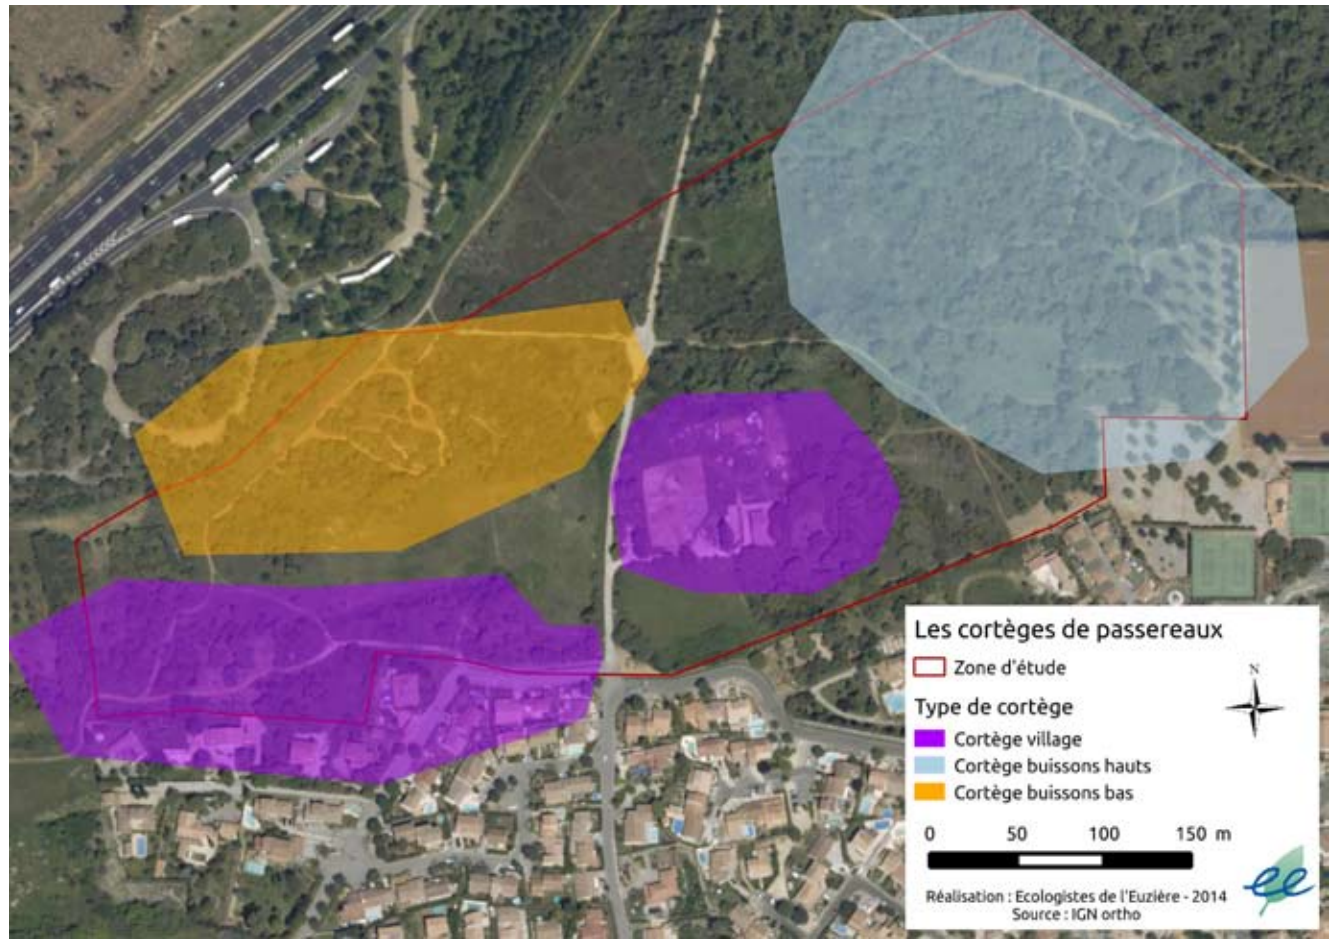 Les cortèges de passereaux
Zone d'étude
N
Type de cortège
Cortège village
Cortège buissons hauts
Cortège buissons bas
0 50 100 150 m
Réalisation : Ecologistes de l'Euzière - 2014
Source : IGN ortho
ee